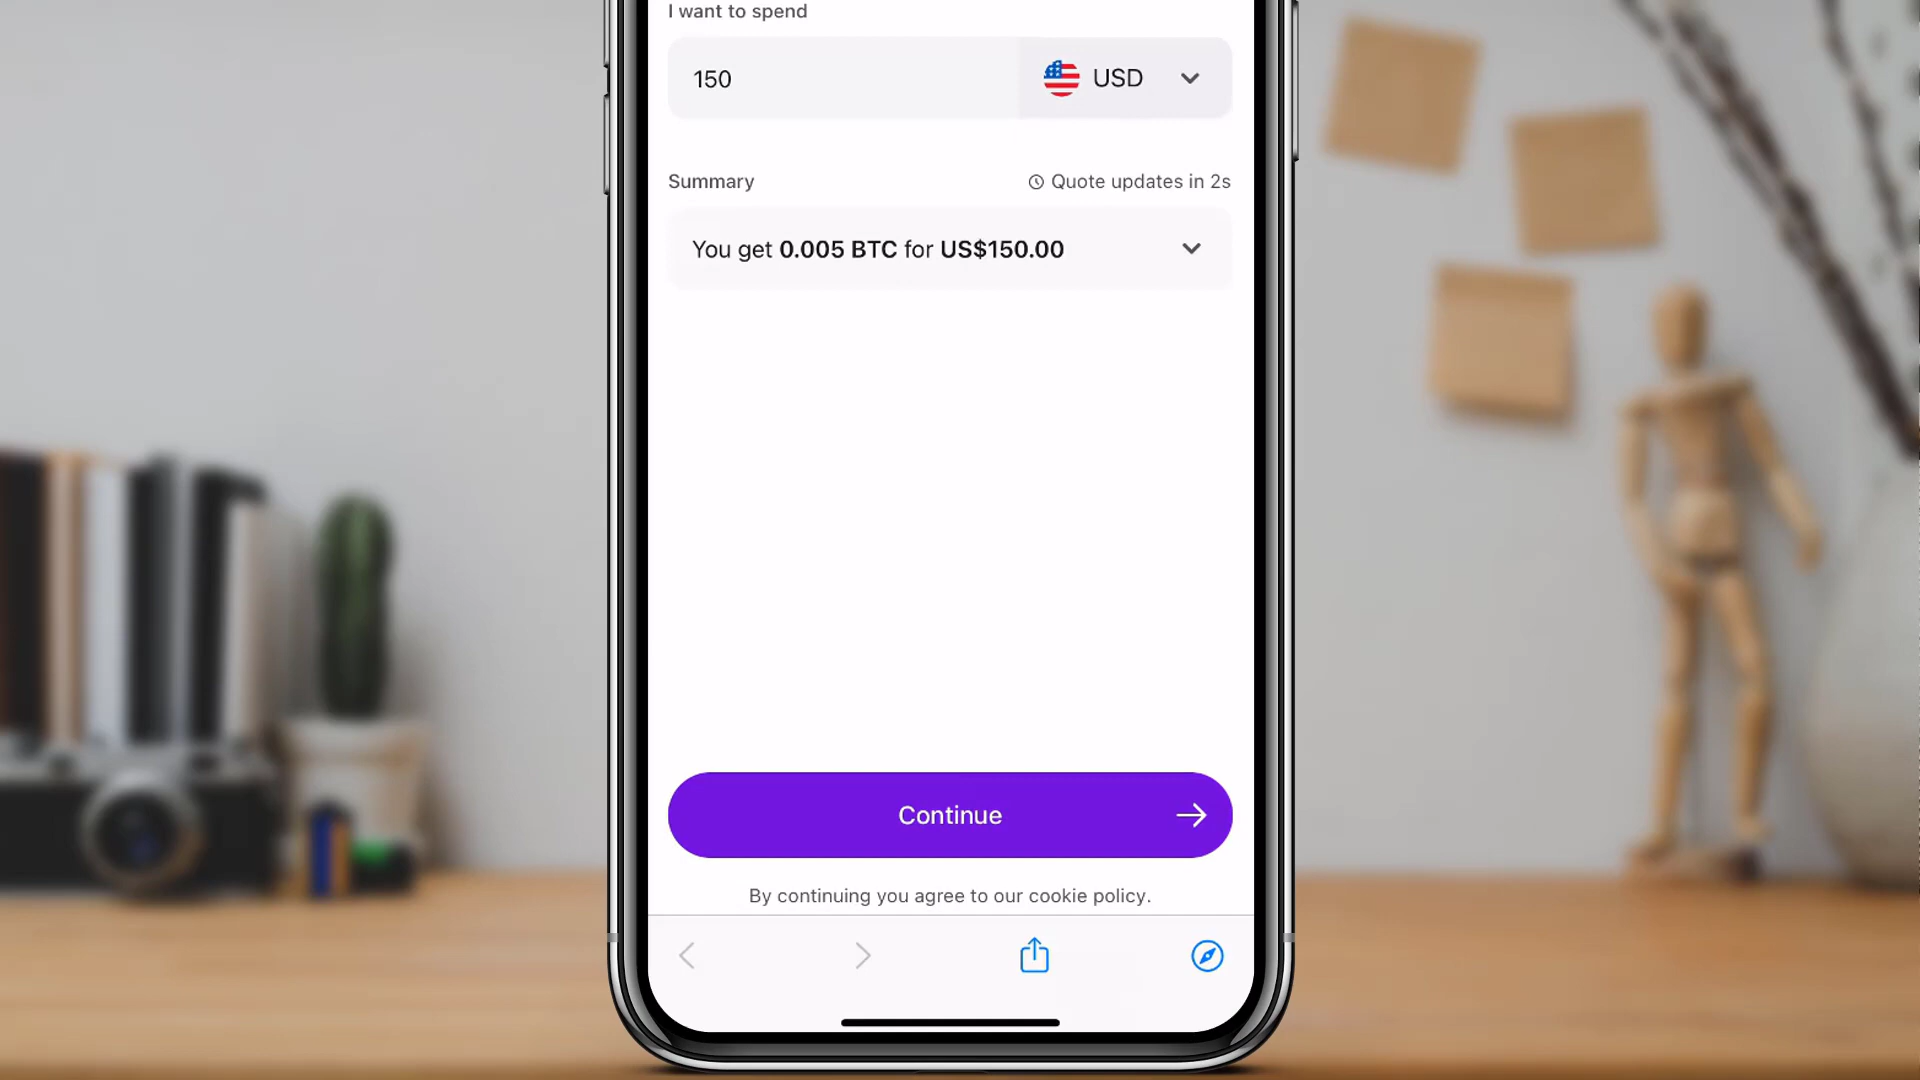 I want to spend
150
USD
Summary
Quote updates in 2s
You get 0.005 BTC for US$150.00
Continue
By continuing you agree to our cookie policy.